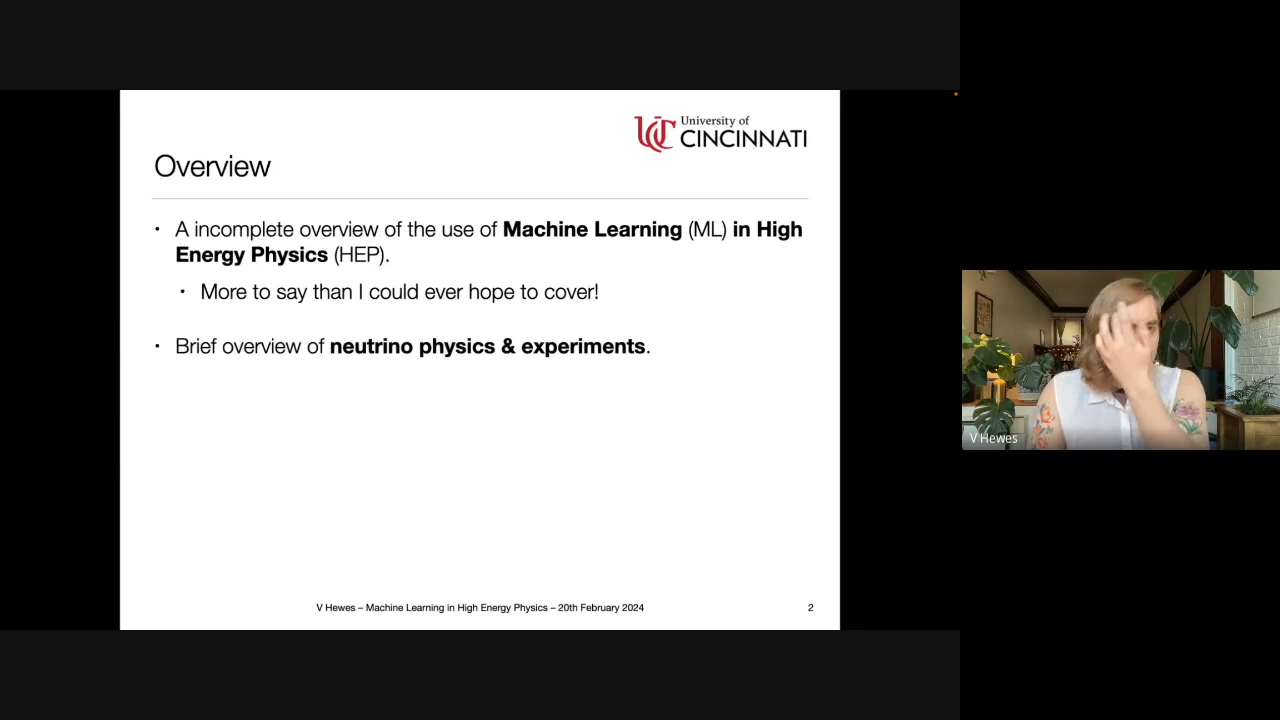 University of
CINCINNATI
Overview
• A incomplete overview of the use of Machine Learning (ML) in High
Energy Physics (HEP).
• More to say than I could ever hope to cover!
• Brief overview of neutrino physics & experiments.
V Hewes
V Hewes – Machine Learning in High Energy Physics – 20th February 2024
2